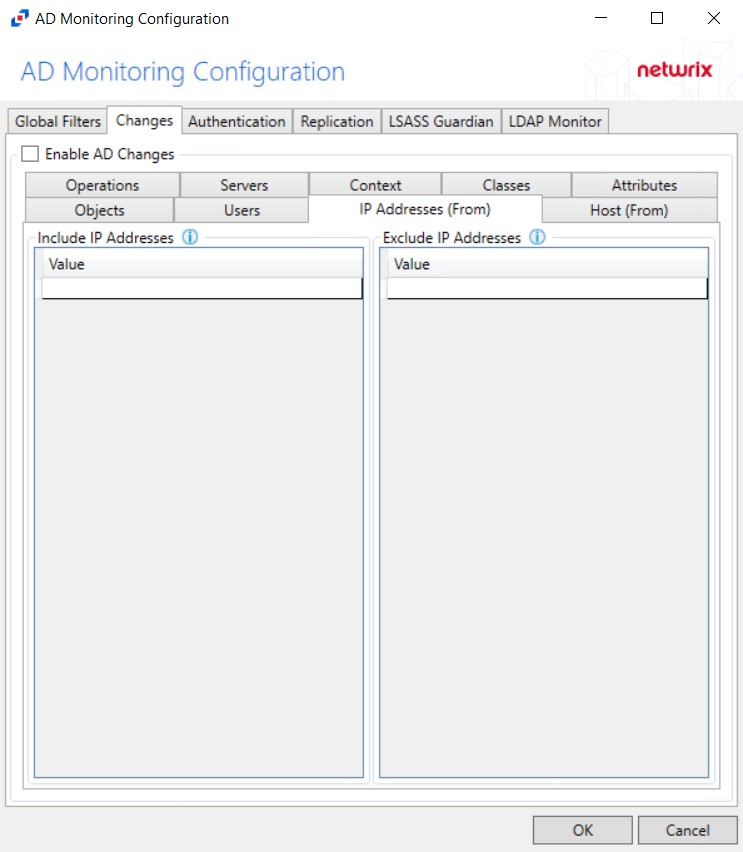 AD Monitoring Configuration
AD Monitoring Configuration
netwrix
Global Filters Changes Authentication Replication LSASS Guardian LDAP Monitor
Enable AD Changes
Operations Servers Context Classes Attributes
Objects Users IP Addresses (From) Host (From)
Include IP Addresses Exclude IP Addresses
Value Value
OK Cancel